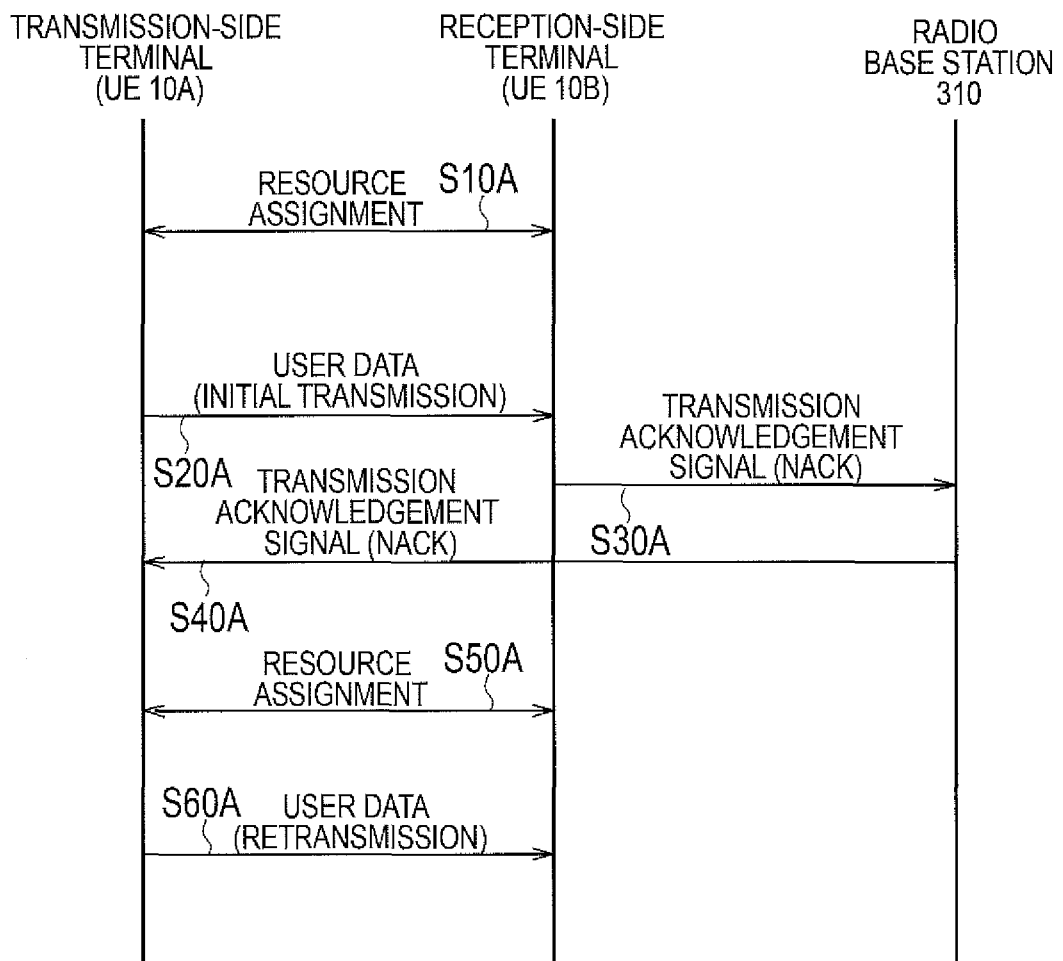 TRANSMISSION-SIDE
TERMINAL
(UE 10A)
RECEPTION-SIDE
TERMINAL
(UE 10B)
RADIO
BASE STATION
310
RESOURCE
ASSIGNMENT
S10A
USER DATA
(INITIAL TRANSMISSION)
S20A
TRANSMISSION
ACKNOWLEDGEMENT
SIGNAL (NACK)
S30A
TRANSMISSION
ACKNOWLEDGEMENT
SIGNAL (NACK)
S40A
RESOURCE
ASSIGNMENT
S50A
S60A
USER DATA
(RETRANSMISSION)